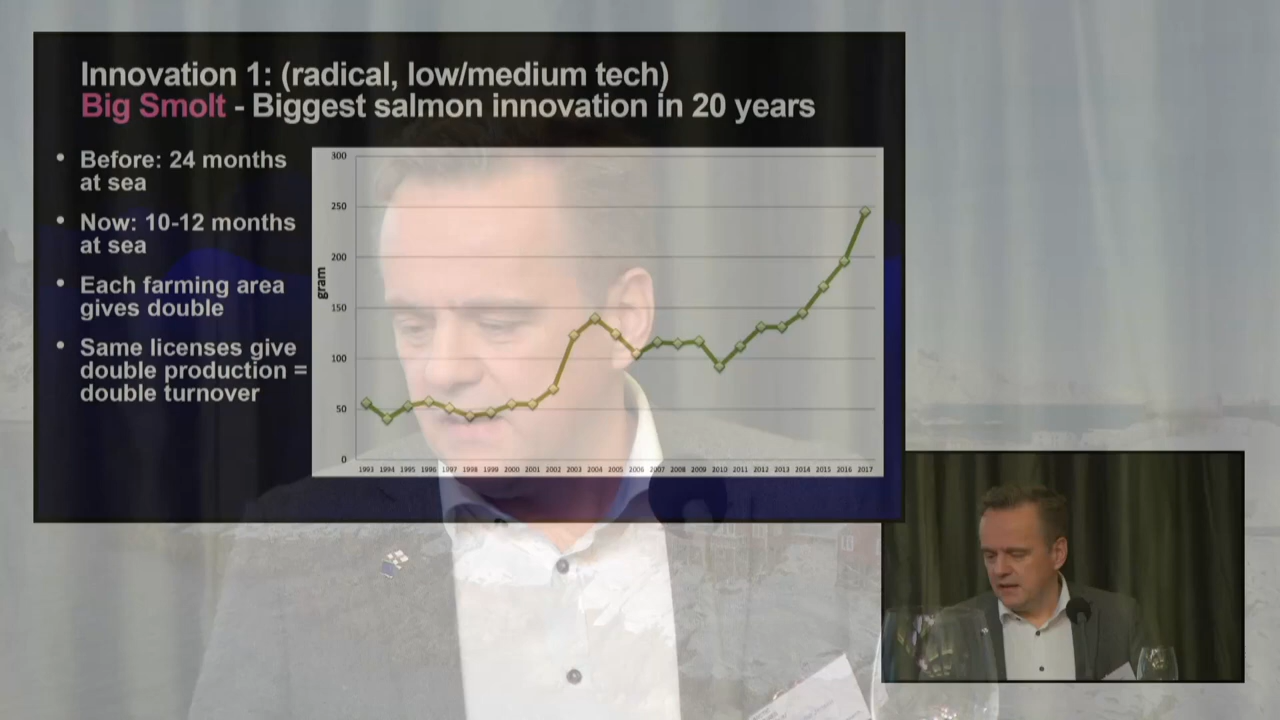 Innovation 1: (radical, low/medium tech)
Big Smolt - Biggest salmon innovation in 20 years
• Before: 24 months
at sea
• Now: 10-12 months
at sea
• Each farming area
gives double
• Same licenses give
double production =
double turnover
300
250
200
150
100
50
0
gram
1993 1994 1995 1996 1997 1998 1999 2000 2001 2002 2003 2004 2005 2006 2007 2008 2009 2010 2011 2012 2013 2014 2015 2016 2017